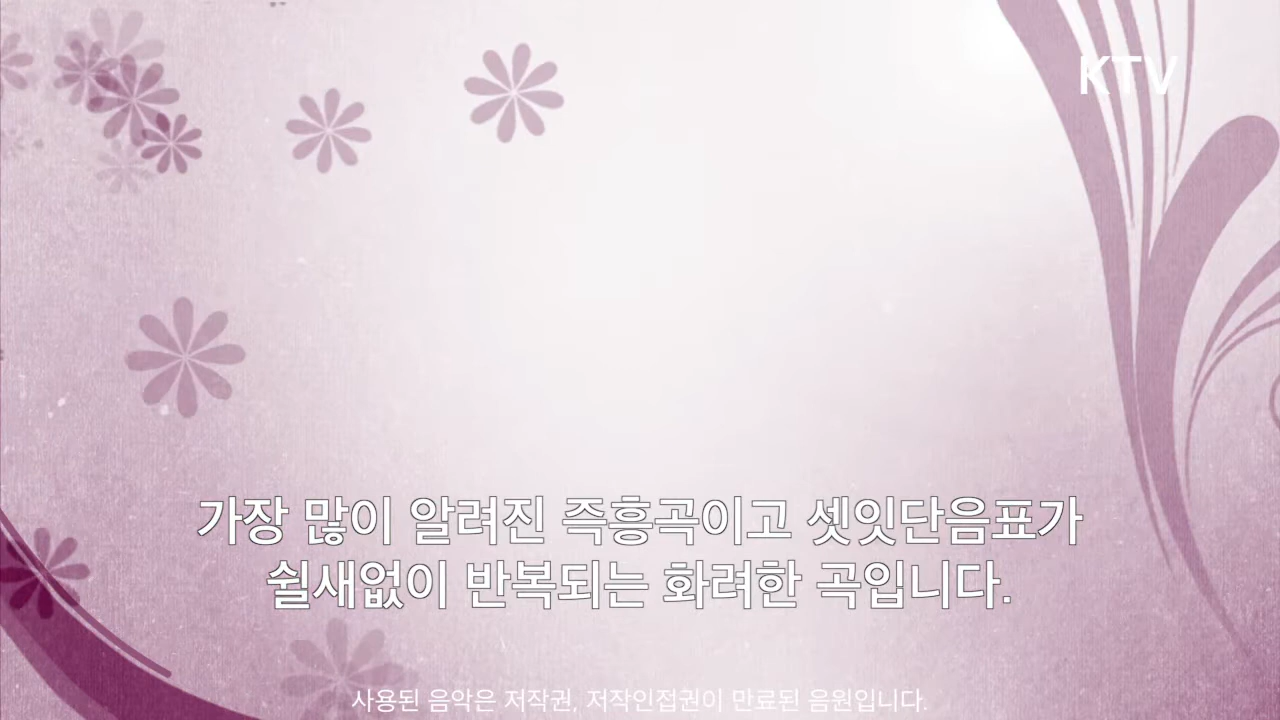 KTV
가장 많이 알려진 즉흥곡이고 셋잇단음표가
쉴새없이 반복되는 화려한 곡입니다.
사용된 음악은 저작권, 저작인접권이 만료된 음원입니다.